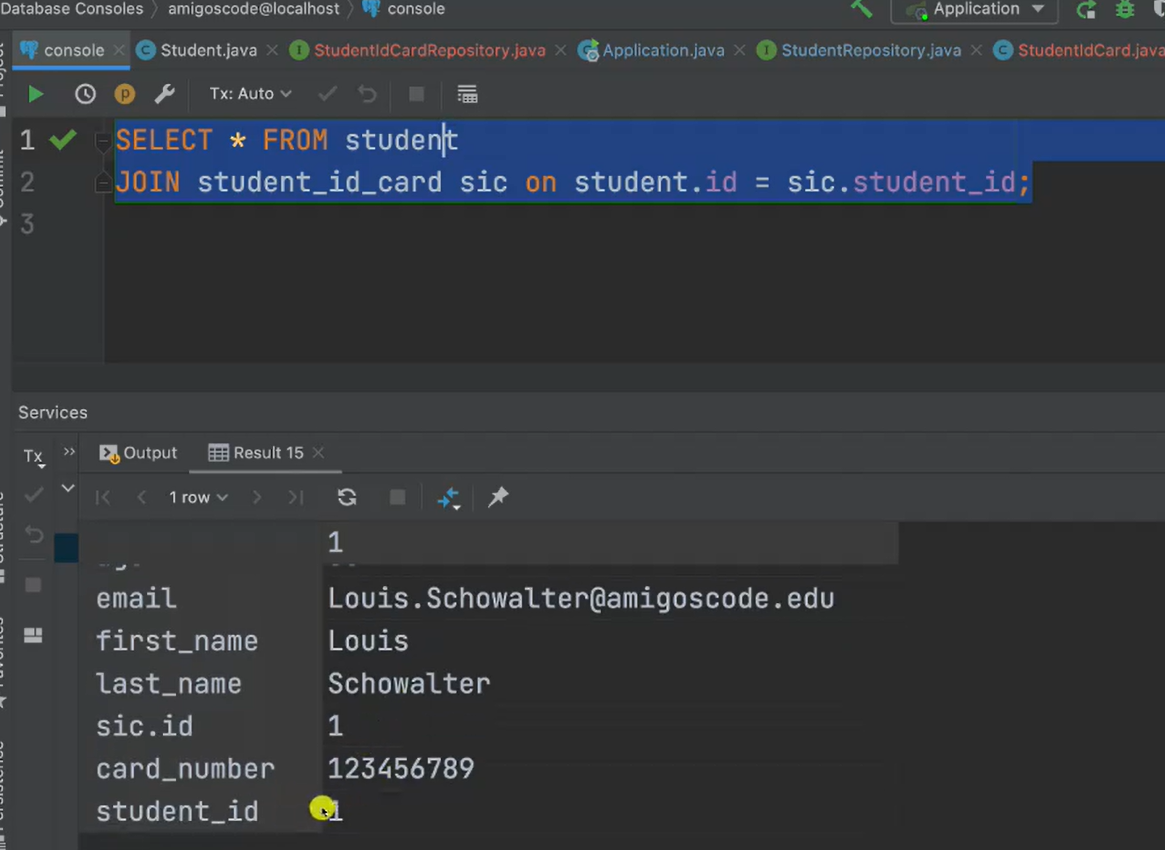 Database Consoles amigoscode@localhost console Application
console Student.java StudentIdCardRepository.java Application.java StudentRepository.java StudentIdCard.java
Tx: Auto
1 SELECT * FROM student
2 JOIN student_id_card sic on student.id = sic.student_id;
3
Services
Tx Output Result 15
1 row
1
email Louis.Schowalter@amigoscode.edu
first_name Louis
last_name Schowalter
sic.id 1
card_number 123456789
student_id 1